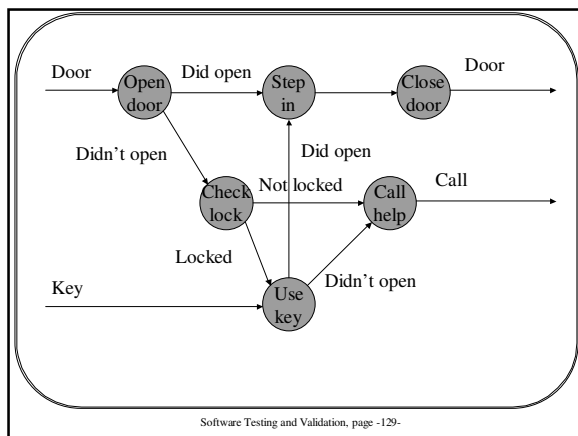 Door
Did open
Door
Open
door
Step
in
Close
door
Didn't open
Did open
Check
lock
Not locked
Call
help
Call
Locked
Didn't open
Key
Use
key
Software Testing and Validation, page -129-